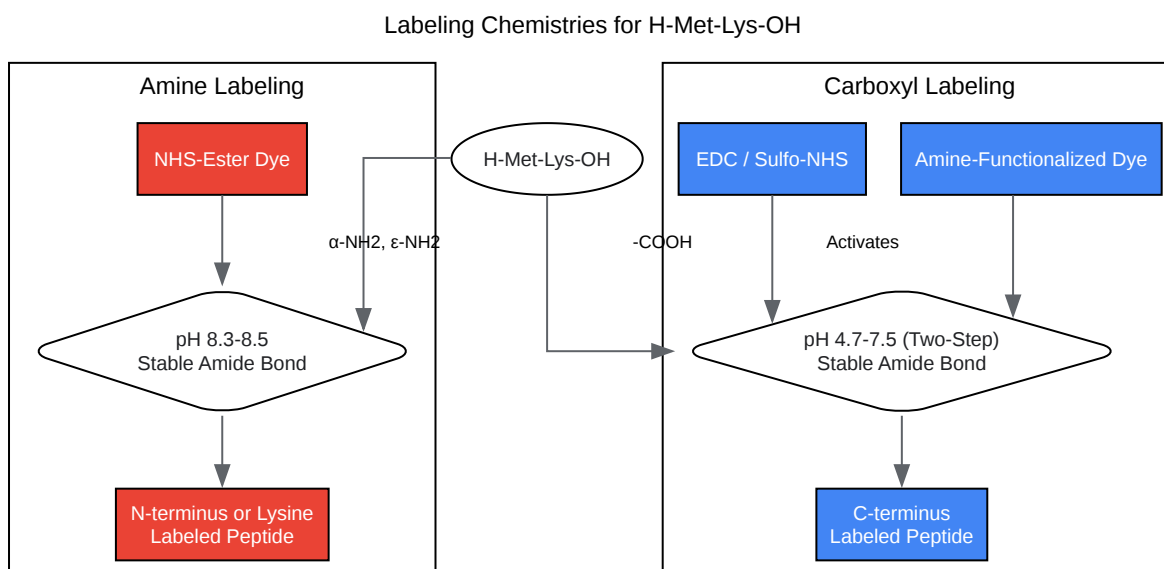 Labeling Chemistries for H-Met-Lys-OH
Amine Labeling
Carboxyl Labeling
NHS-Ester Dye
H-Met-Lys-OH
EDC / Sulfo-NHS
Amine-Functionalized Dye
α-NH2, ε-NH2
-COOH
Activates
pH 8.3-8.5
Stable Amide Bond
pH 4.7-7.5 (Two-Step)
Stable Amide Bond
N-terminus or Lysine
Labeled Peptide
C-terminus
Labeled Peptide